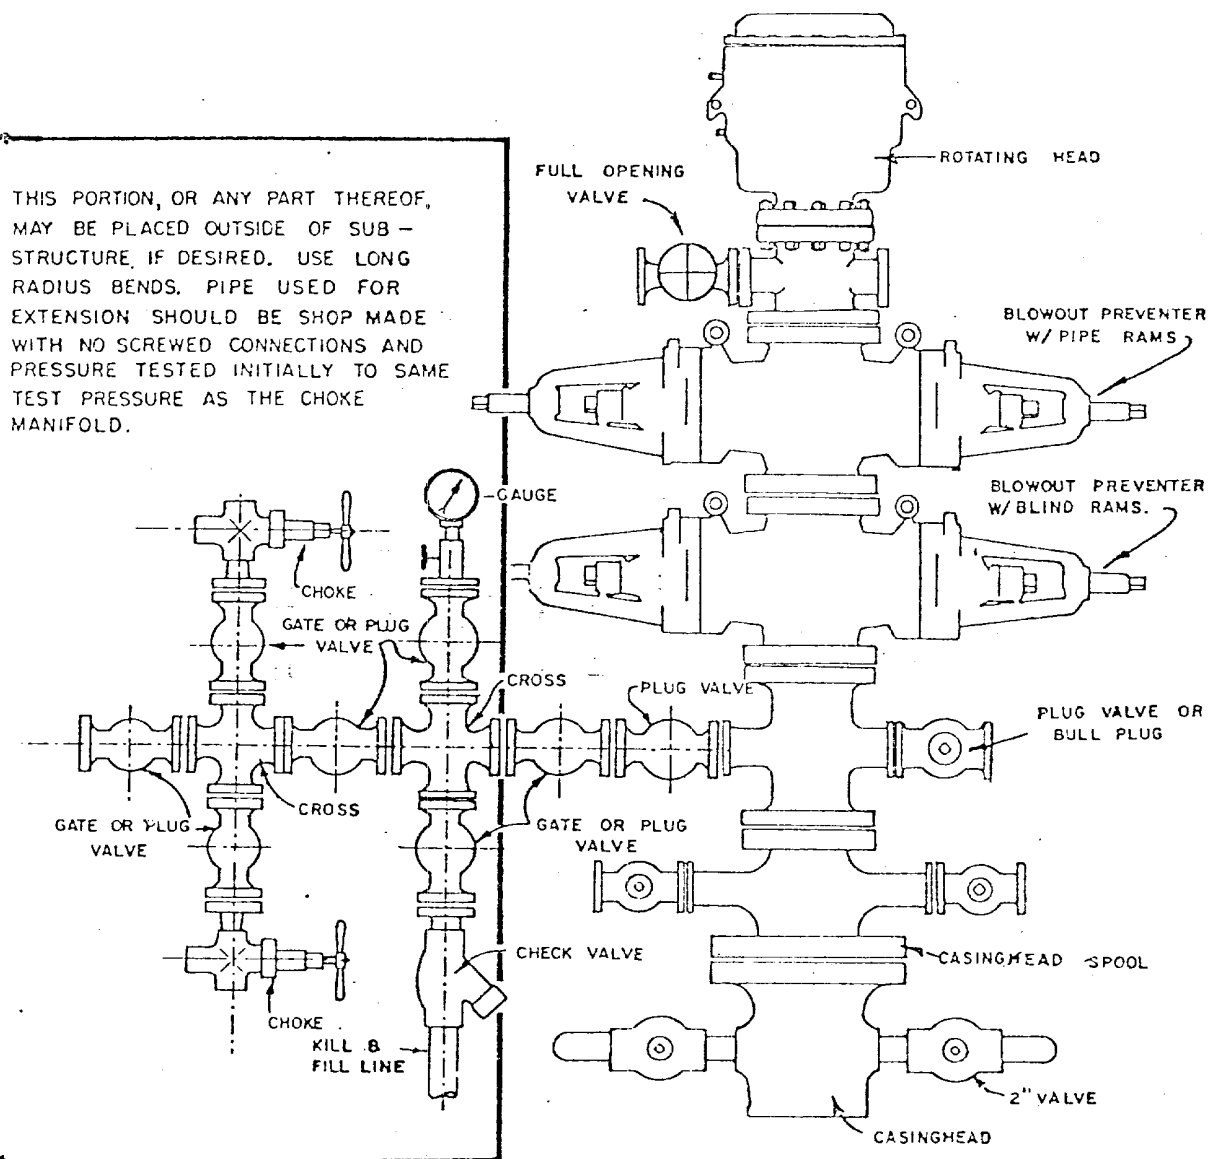 THIS PORTION, OR ANY PART THEREOF,
MAY BE PLACED OUTSIDE OF SUB-
STRUCTURE, IF DESIRED. USE LONG
RADIUS BENDS. PIPE USED FOR
EXTENSION SHOULD BE SHOP MADE
WITH NO SCREWED CONNECTIONS AND
PRESSURE TESTED INITIALLY TO SAME
TEST PRESSURE AS THE CHOKE
MANIFOLD.
FULL OPENING
VALVE
ROTATING HEAD
BLOWOUT PREVENTER
W/ PIPE RAMS
BLOWOUT PREVENTER
W/ BLIND RAMS.
GAUGE
CHOKE
GATE OR PLUG
VALVE
CROSS
PLUG VALVE
PLUG VALVE OR
BULL PLUG
CROSS
GATE OR PLUG
VALVE
GATE OR PLUG
VALVE
CHECK VALVE
CASINGHEAD SPOOL
CHOKE
KILL &
FILL LINE
2" VALVE
CASINGHEAD